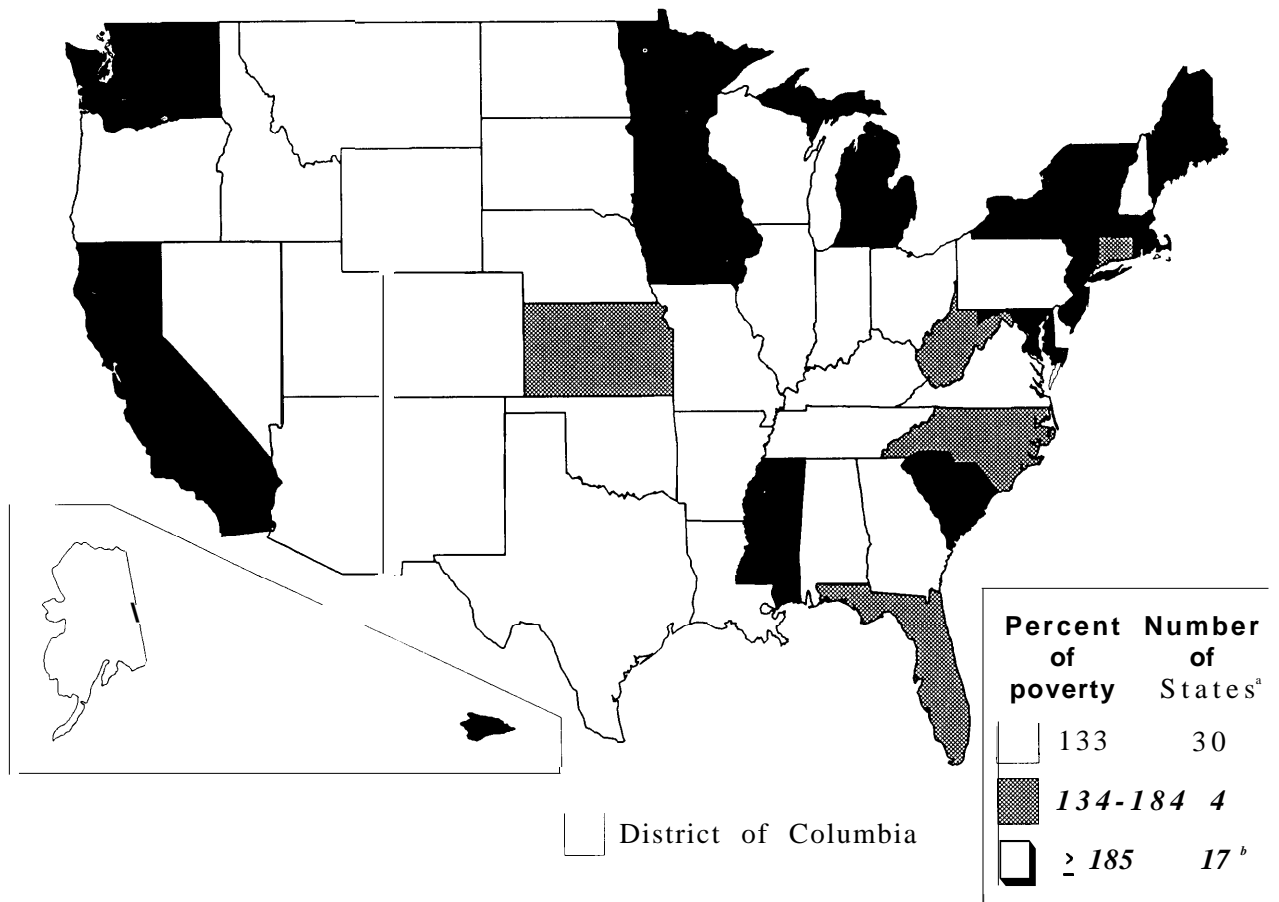 Percent Number
of of
poverty States ᵃ
133 30
134-184 4
≥ 185 17 ᵇ
District of Columbia